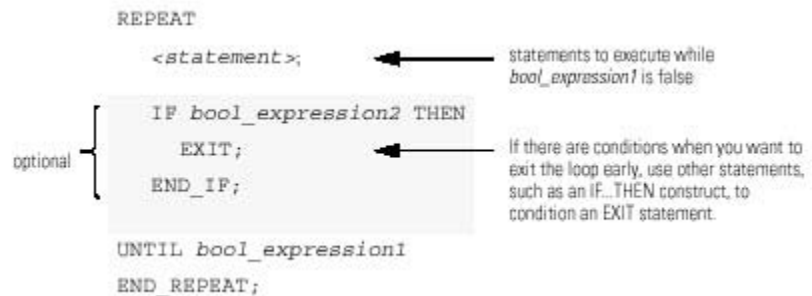 REPEAT
<statement>;
statements to execute while
bool_expression1 is false
IF bool_expression2 THEN
EXIT;
END_IF;
optional
If there are conditions when you want to
exit the loop early, use other statements,
such as an IF...THEN construct, to
condition an EXIT statement.
UNTIL bool_expression1
END_REPEAT;